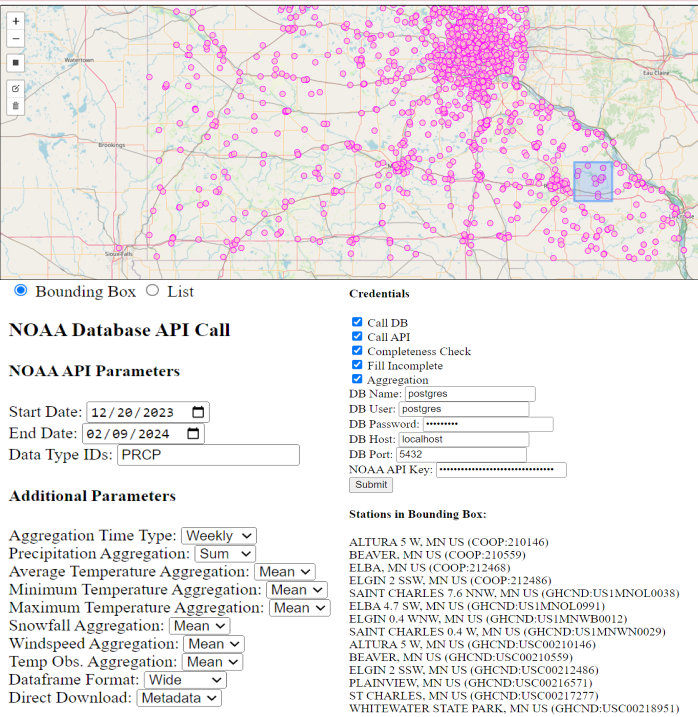 +
−
Watertown
Eau Claire
Brookings
Sioux Falls
Bounding Box
List
NOAA Database API Call
NOAA API Parameters
Start Date: 12/20/2023
End Date: 02/09/2024
Data Type IDs: PRCP
Additional Parameters
Aggregation Time Type: Weekly
Precipitation Aggregation: Sum
Average Temperature Aggregation: Mean
Minimum Temperature Aggregation: Mean
Maximum Temperature Aggregation: Mean
Snowfall Aggregation: Mean
Windspeed Aggregation: Mean
Temp Obs. Aggregation: Mean
Dataframe Format: Wide
Direct Download: Metadata
Credentials
Call DB
Call API
Completeness Check
Fill Incomplete
Aggregation
DB Name: postgres
DB User: postgres
DB Password: •••••••••
DB Host: localhost
DB Port: 5432
NOAA API Key: ••••••••••••••••••••••••••••••••
Submit
Stations in Bounding Box:
ALTURA 5 W, MN US (COOP:210146)
BEAVER, MN US (COOP:210559)
ELBA, MN US (COOP:212468)
ELGIN 2 SSW, MN US (COOP:212486)
SAINT CHARLES 7.6 NNW, MN US (GHCND:US1MNOL0038)
ELBA 4.7 SW, MN US (GHCND:US1MNOL0991)
ELGIN 0.4 WNW, MN US (GHCND:US1MNWB0012)
SAINT CHARLES 0.4 W, MN US (GHCND:US1MNWN0029)
ALTURA 5 W, MN US (GHCND:USC00210146)
BEAVER, MN US (GHCND:USC00210559)
ELGIN 2 SSW, MN US (GHCND:USC00212486)
PLAINVIEW, MN US (GHCND:USC00216571)
ST CHARLES, MN US (GHCND:USC00217277)
WHITEWATER STATE PARK, MN US (GHCND:USC00218951)